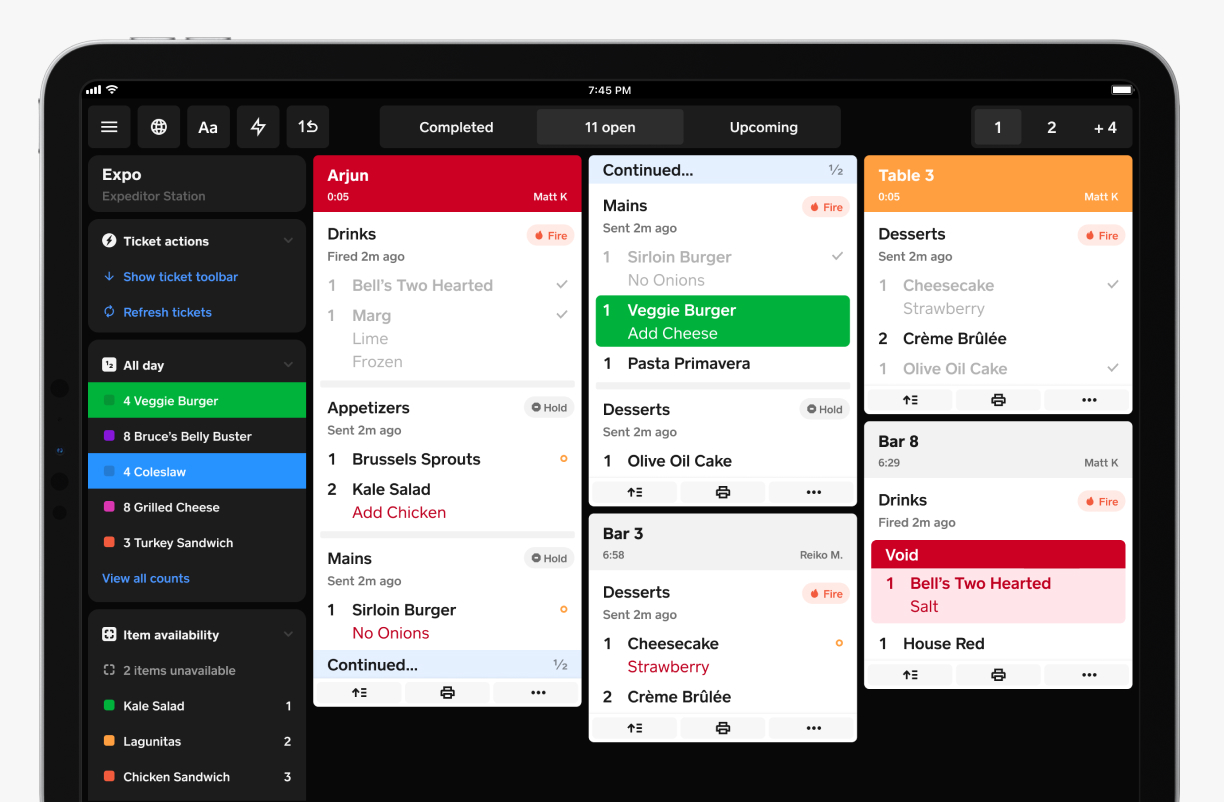 7:45 PM
Aa
1
Completed
11 open
Upcoming
1
2
+ 4
Expo
Expeditor Station
Ticket actions
Show ticket toolbar
Refresh tickets
1/2 All day
4 Veggie Burger
8 Bruce's Belly Buster
4 Coleslaw
8 Grilled Cheese
3 Turkey Sandwich
View all counts
Item availability
2 items unavailable
Kale Salad 1
Lagunitas 2
Chicken Sandwich 3
Arjun
0:05 Matt K
Drinks Fire
Fired 2m ago
1 Bell's Two Hearted
1 Marg
Lime
Frozen
Appetizers Hold
Sent 2m ago
1 Brussels Sprouts
2 Kale Salad
Add Chicken
Mains Hold
Sent 2m ago
1 Sirloin Burger
No Onions
Continued... 1/2
Continued... 1/2
Mains Fire
Sent 2m ago
1 Sirloin Burger
No Onions
1 Veggie Burger
Add Cheese
1 Pasta Primavera
Desserts Hold
Sent 2m ago
1 Olive Oil Cake
Bar 3
6:58 Reiko M.
Desserts Fire
Sent 2m ago
1 Cheesecake
Strawberry
2 Crème Brûlée
Table 3
0:05 Matt K
Desserts Fire
Sent 2m ago
1 Cheesecake
Strawberry
2 Crème Brûlée
1 Olive Oil Cake
Bar 8
6:29 Matt K
Drinks Fire
Fired 2m ago
Void
1 Bell's Two Hearted
Salt
1 House Red